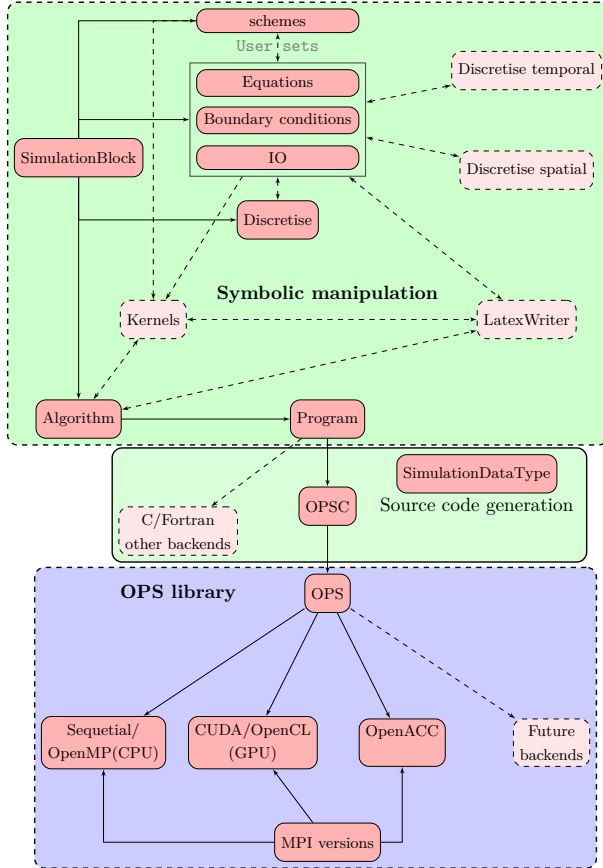 schemes
User sets
Equations
Discretise temporal
Boundary conditions
SimulationBlock
IO
Discretise spatial
Discretise
Symbolic manipulation
Kernels
LatexWriter
Algorithm
Program
SimulationDataType
Source code generation
OPSC
C/Fortran
other backends
OPS library
OPS
Sequetial/
OpenMP(CPU)
CUDA/OpenCL
(GPU)
OpenACC
Future
backends
MPI versions